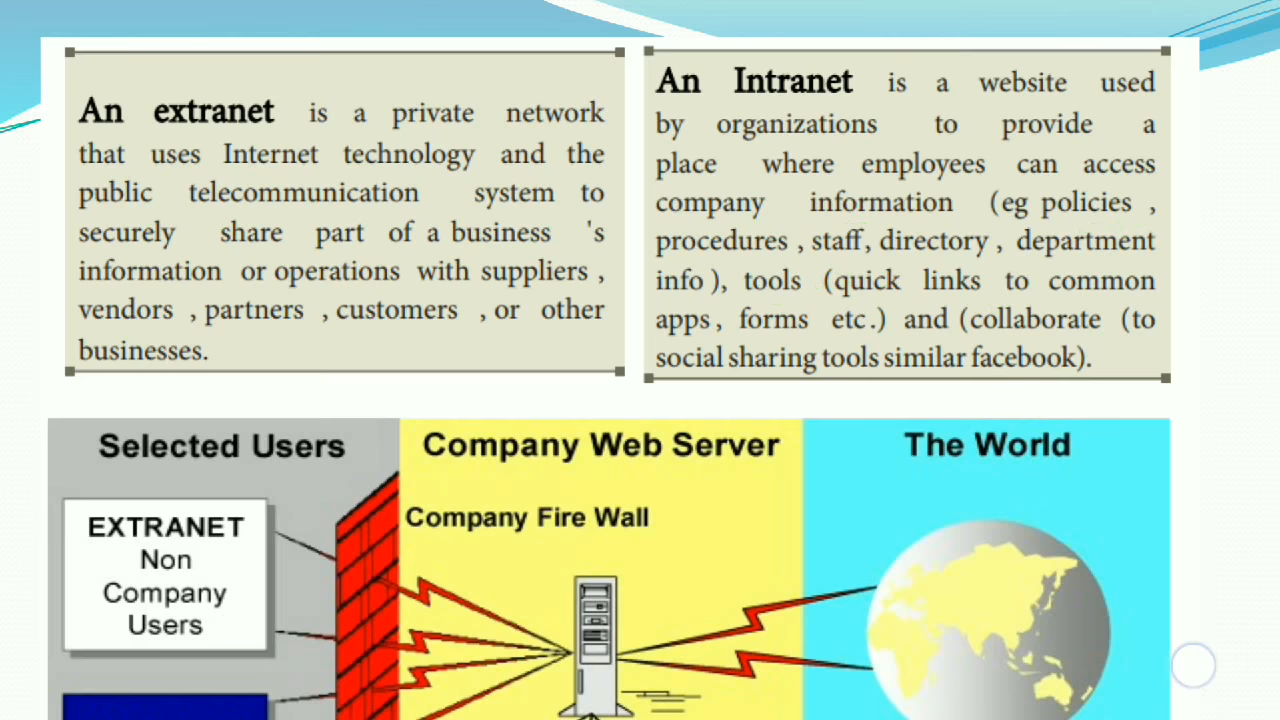 An extranet is a private network
that uses Internet technology and the
public telecommunication system to
securely share part of a business 's
information or operations with suppliers ,
vendors , partners , customers , or other
businesses.
An Intranet is a website used
by organizations to provide a
place where employees can access
company information (eg policies ,
procedures , staff, directory , department
info ), tools (quick links to common
apps , forms etc .) and (collaborate (to
social sharing tools similar facebook).
Selected Users
EXTRANET
Non
Company
Users
Company Web Server
Company Fire Wall
The World